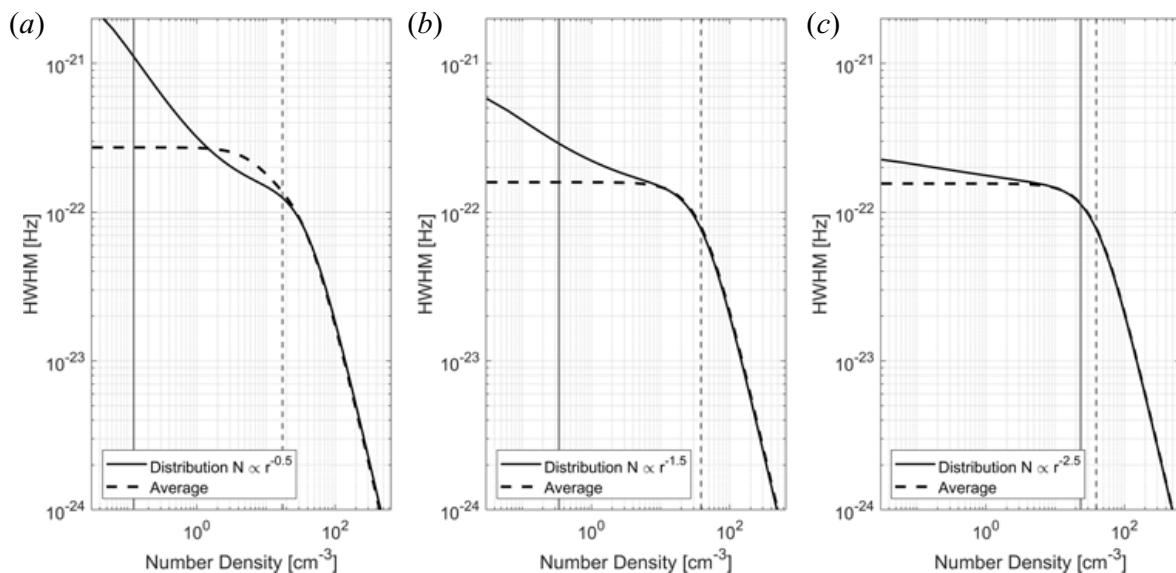 (a)
10^-21
10^-22
10^-23
10^-24
HWHM [Hz]
Distribution N ∝ r^-0.5
Average
10^0
10^2
Number Density [cm^-3]
(b)
10^-21
10^-22
10^-23
10^-24
HWHM [Hz]
Distribution N ∝ r^-1.5
Average
10^0
10^2
Number Density [cm^-3]
(c)
10^-21
10^-22
10^-23
10^-24
HWHM [Hz]
Distribution N ∝ r^-2.5
Average
10^0
10^2
Number Density [cm^-3]